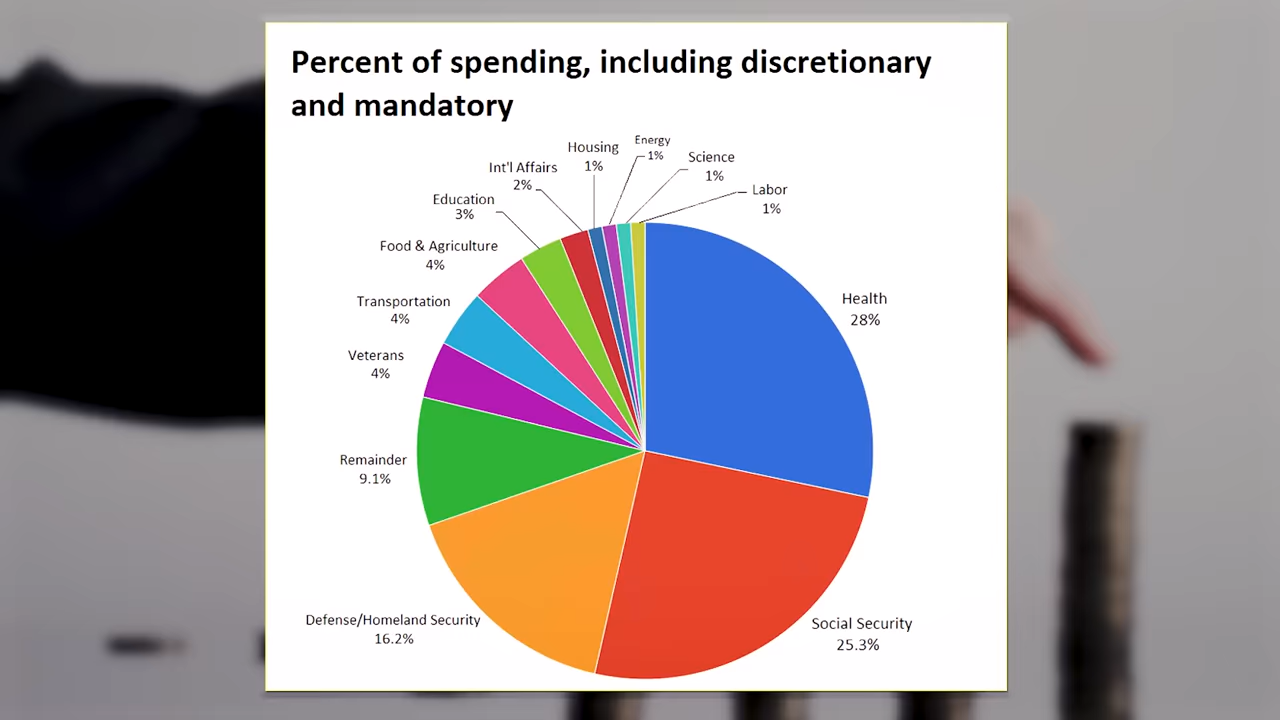 Percent of spending, including discretionary
and mandatory
Housing
1%
Energy
1%
Science
1%
Int'l Affairs
2%
Labor
1%
Education
3%
Food & Agriculture
4%
Transportation
4%
Veterans
4%
Remainder
9.1%
Defense/Homeland Security
16.2%
Health
28%
Social Security
25.3%